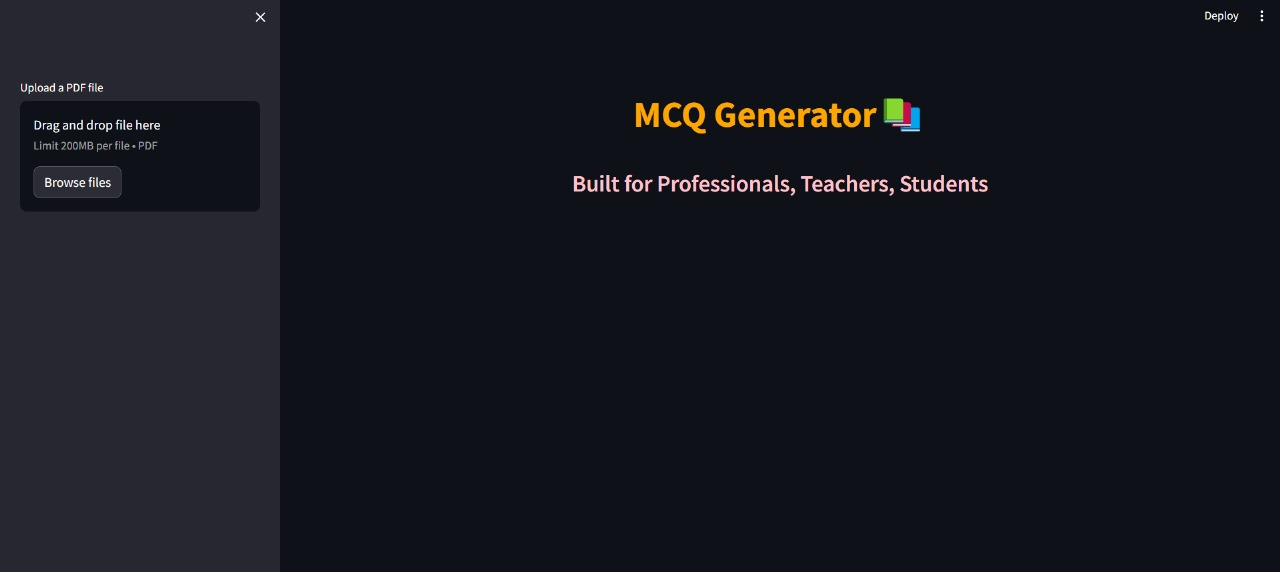 Upload a PDF file
Drag and drop file here
Limit 200MB per file • PDF
Browse files
Deploy
MCQ Generator
Built for Professionals, Teachers, Students